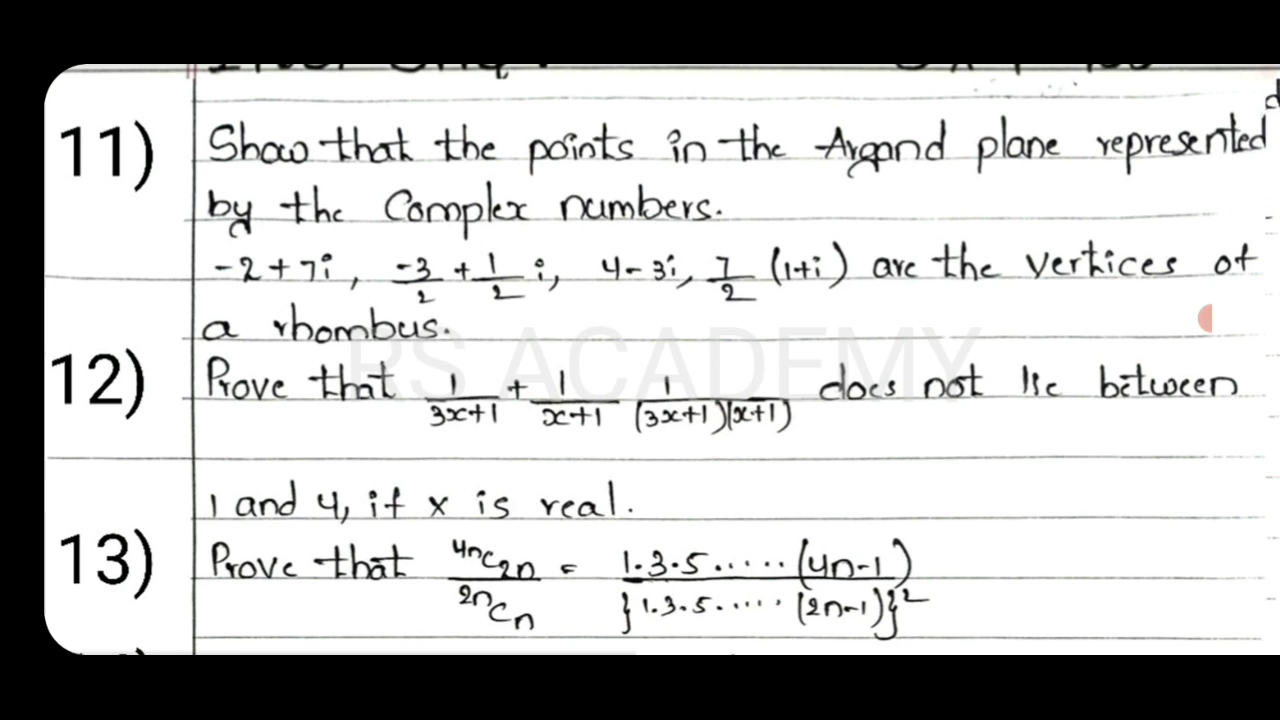 11) Show that the points in the Argand plane represented
by the Complex numbers.
-2+7i, -3/2 + 1/2 i, 4-3i, 7/2 (1+i) are the vertices of
a rhombus.
RS ACADEMY
12) Prove that 1/(3x+1) + 1/(x+1) 1/((3x+1)(x+1)) does not lie between
1 and 4, if x is real.
13) Prove that 4nC2n / 2nCn = 1.3.5.....(4n-1) / {1.3.5.....(2n-1)}²